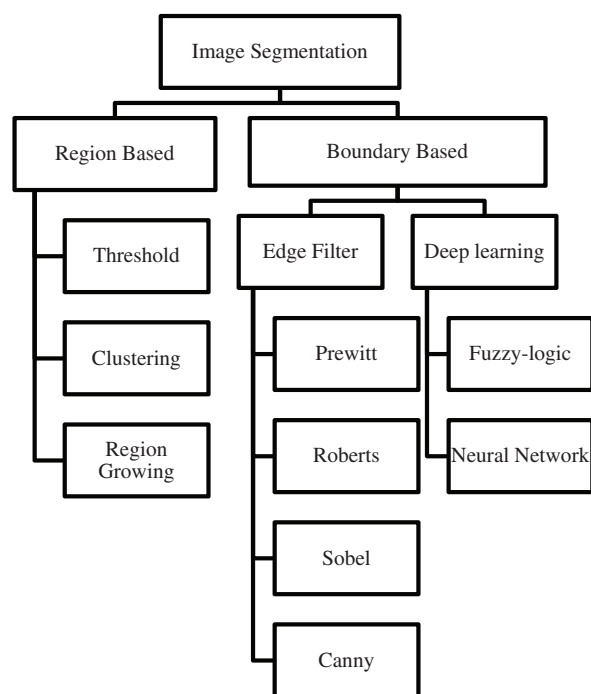 Image Segmentation
Region Based
Boundary Based
Threshold
Edge Filter
Deep learning
Clustering
Prewitt
Fuzzy-logic
Region
Growing
Roberts
Neural Network
Sobel
Canny